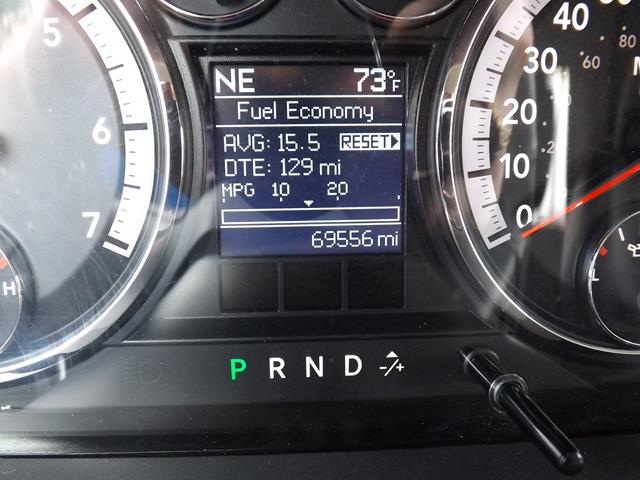 NE 73°F
Fuel Economy
AVG: 15.5 RESET
DTE: 129 mi
MPG 10 20
69556 mi
5
6
7
H
40
30
20
10
0
60
20
L
P R N D -/+